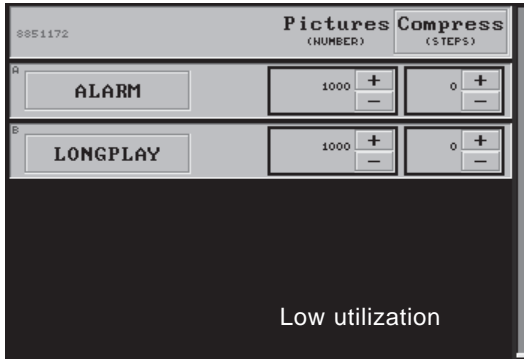 8851172 Pictures Compress
(NUMBER) (STEPS)
A
ALARM 1000 + 0 +
− −
B
LONGPLAY 1000 + 0 +
− −
Low utilization